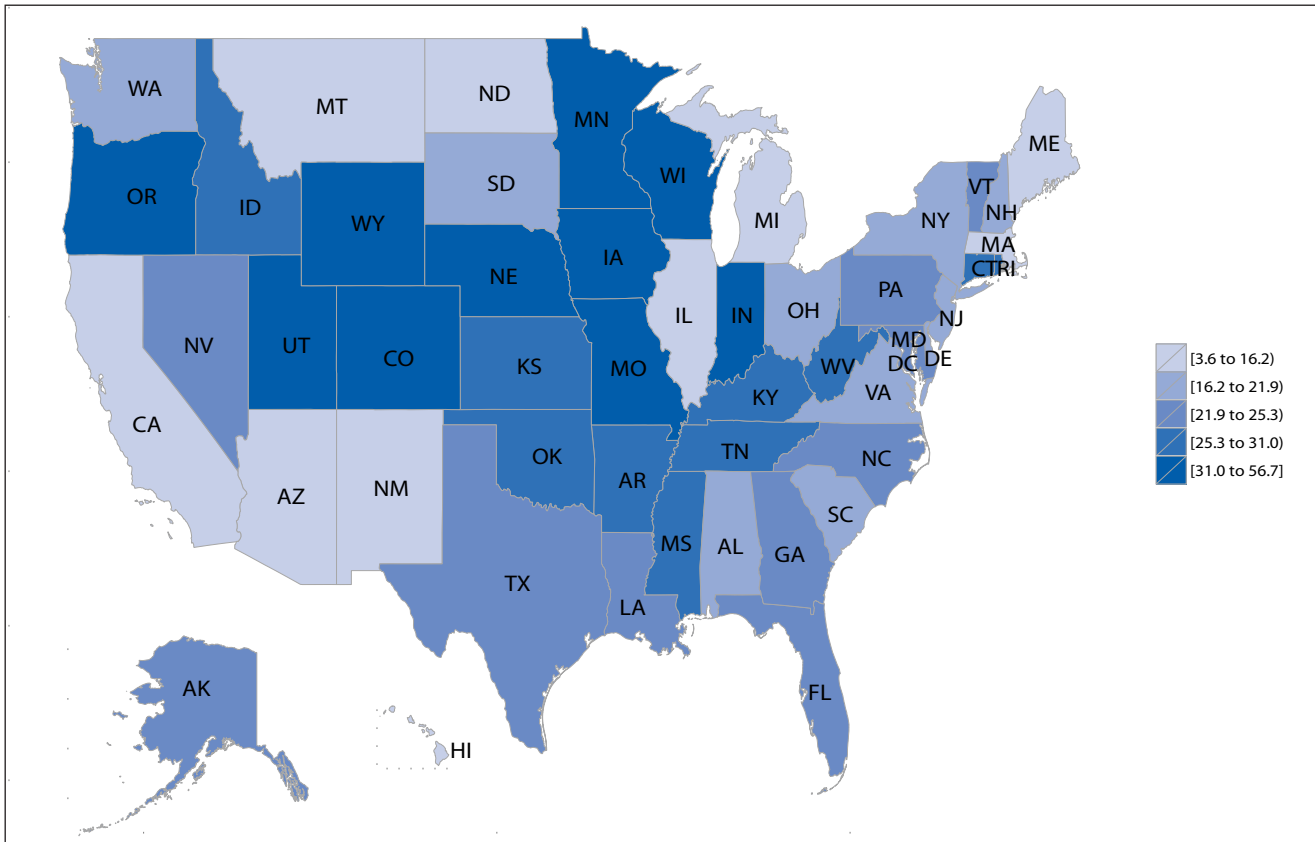 WA
MT
ND
MN
ME
OR
ID
SD
WI
VT
NH
WY
MI
NY
MA
IA
NE
CT
RI
PA
NV
UT
CO
IL
IN
OH
NJ
MD
DC
DE
KS
MO
WV
KY
VA
CA
OK
TN
NC
AZ
NM
AR
SC
MS
AL
GA
TX
LA
AK
FL
HI
[3.6 to 16.2)
[16.2 to 21.9)
[21.9 to 25.3)
[25.3 to 31.0)
[31.0 to 56.7]